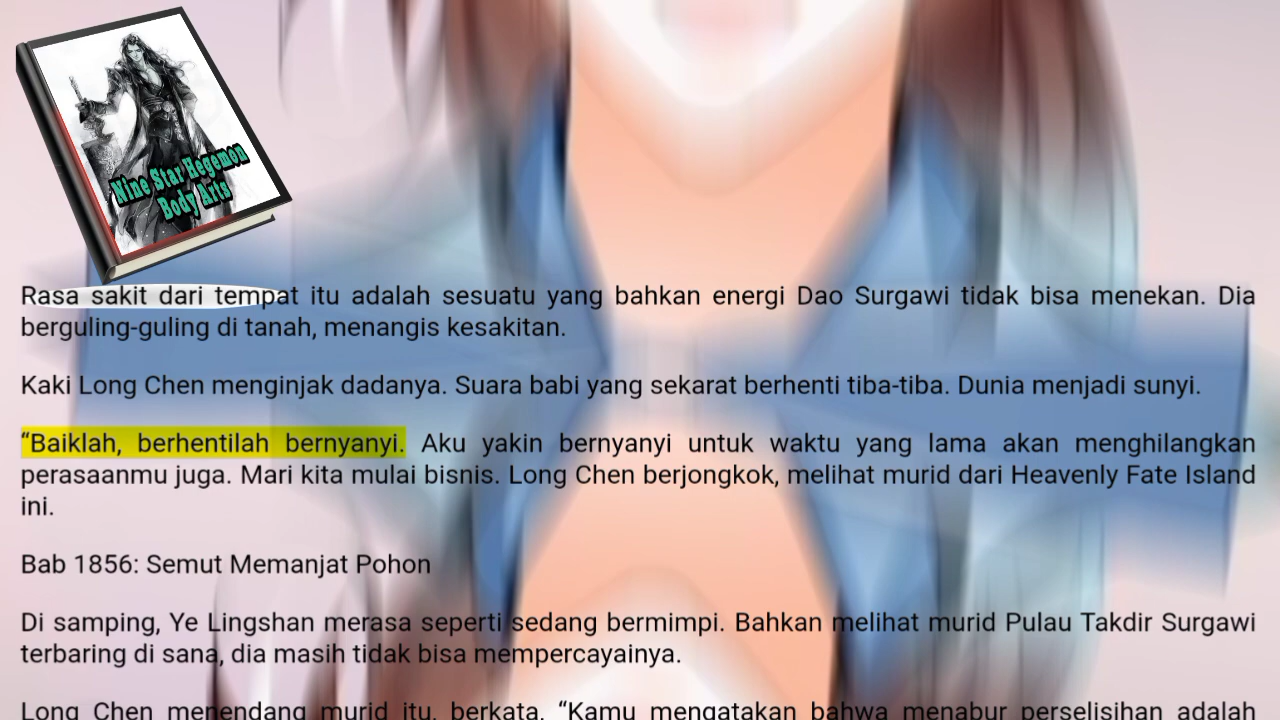 Nine Star Hegemon
Body Arts
Rasa sakit dari tempat itu adalah sesuatu yang bahkan energi Dao Surgawi tidak bisa menekan. Dia
berguling-guling di tanah, menangis kesakitan.
Kaki Long Chen menginjak dadanya. Suara babi yang sekarat berhenti tiba-tiba. Dunia menjadi sunyi.
“Baiklah, berhentilah bernyanyi. Aku yakin bernyanyi untuk waktu yang lama akan menghilangkan
perasaanmu juga. Mari kita mulai bisnis. Long Chen berjongkok, melihat murid dari Heavenly Fate Island
ini.
Bab 1856: Semut Memanjat Pohon
Di samping, Ye Lingshan merasa seperti sedang bermimpi. Bahkan melihat murid Pulau Takdir Surgawi
terbaring di sana, dia masih tidak bisa mempercayainya.
Long Chen menendang murid itu, berkata, “Kamu mengatakan bahwa menabur perselisihan adalah